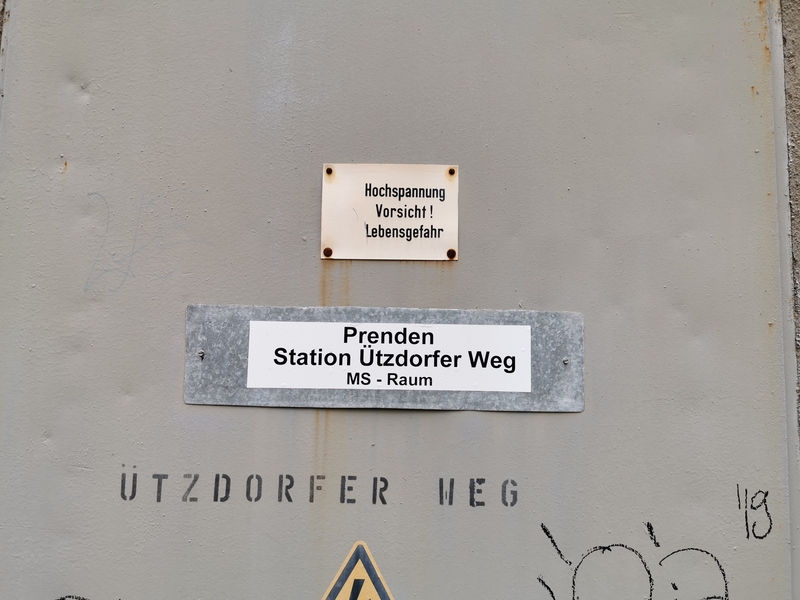 Hochspannung
Vorsicht!
Lebensgefahr
Prenden
Station Ützdorfer Weg
MS - Raum
ÜTZDORFER WEG